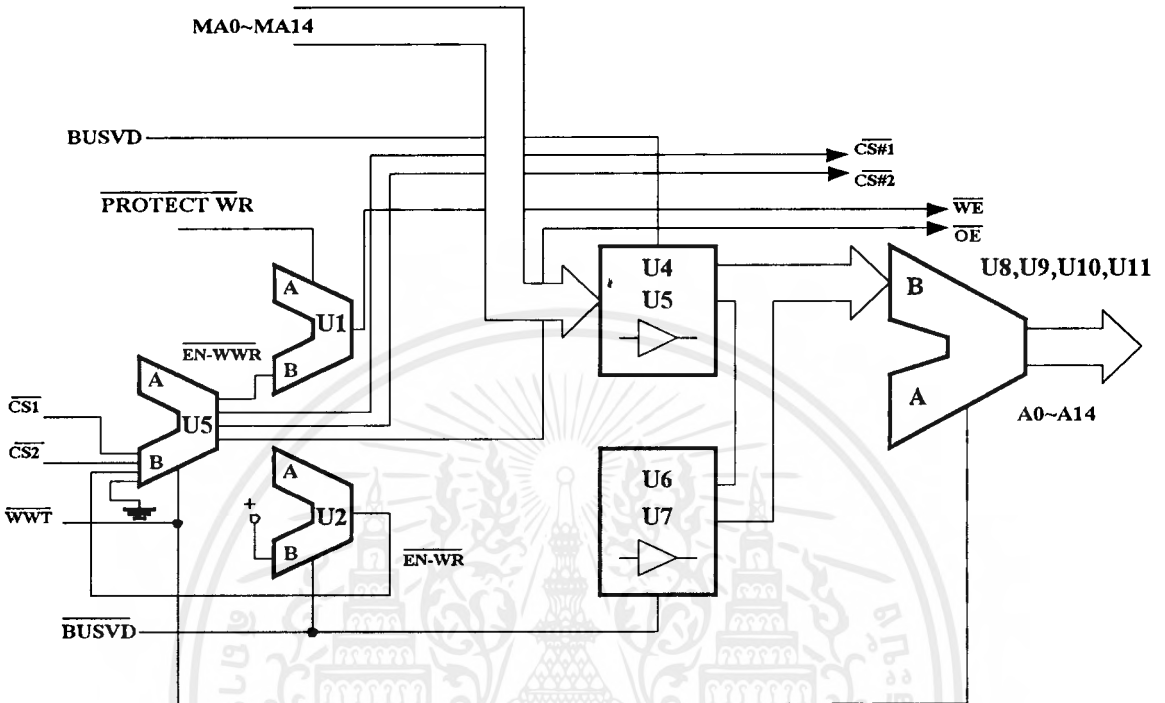 MA0~MA14
BUSVD
CS#1
CS#2
PROTECT WR
WE
OE
U8,U9,U10,U11
U4
U5
B
A
U1
B
EN-WWR
A
U5
B
CS1
CS2
A
A0~A14
U6
U7
A
U2
B
+
WWT
EN-WR
BUSVD